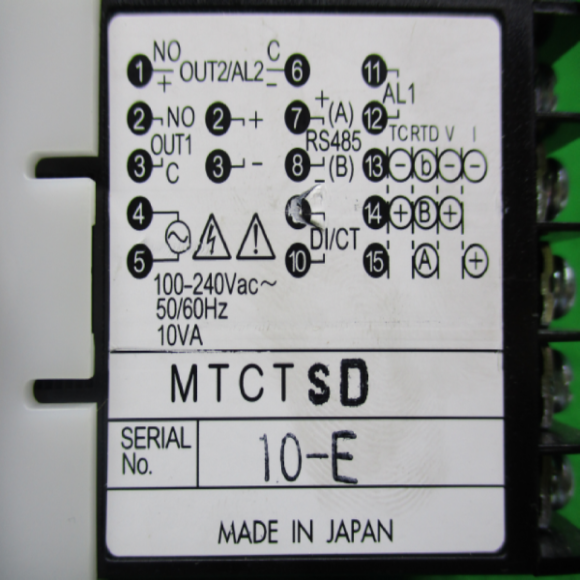 NO C
1 OUT2/AL2 6 11
+ −
AL1
2 NO 2 + 7 + (A) 12
OUT1 RS485 TC RTD V I
3 C 3 − 8 − (B) 13 − b − −
4 14 + B +
DI/CT
5 10 15 A +
100-240Vac~
50/60Hz
10VA
MTCTSD
SERIAL
No.
10-E
MADE IN JAPAN